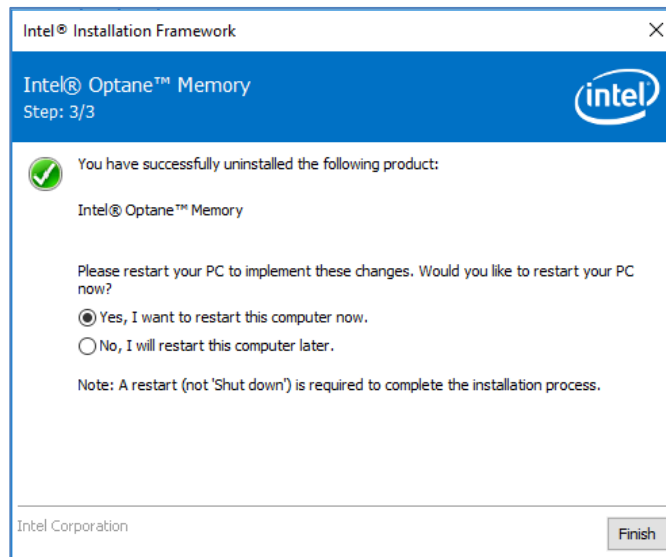 Intel® Installation Framework
Intel® Optane™ Memory
Step: 3/3
intel
You have successfully uninstalled the following product:
Intel® Optane™ Memory
Please restart your PC to implement these changes. Would you like to restart your PC
now?
Yes, I want to restart this computer now.
No, I will restart this computer later.
Note: A restart (not 'Shut down') is required to complete the installation process.
Intel Corporation
Finish